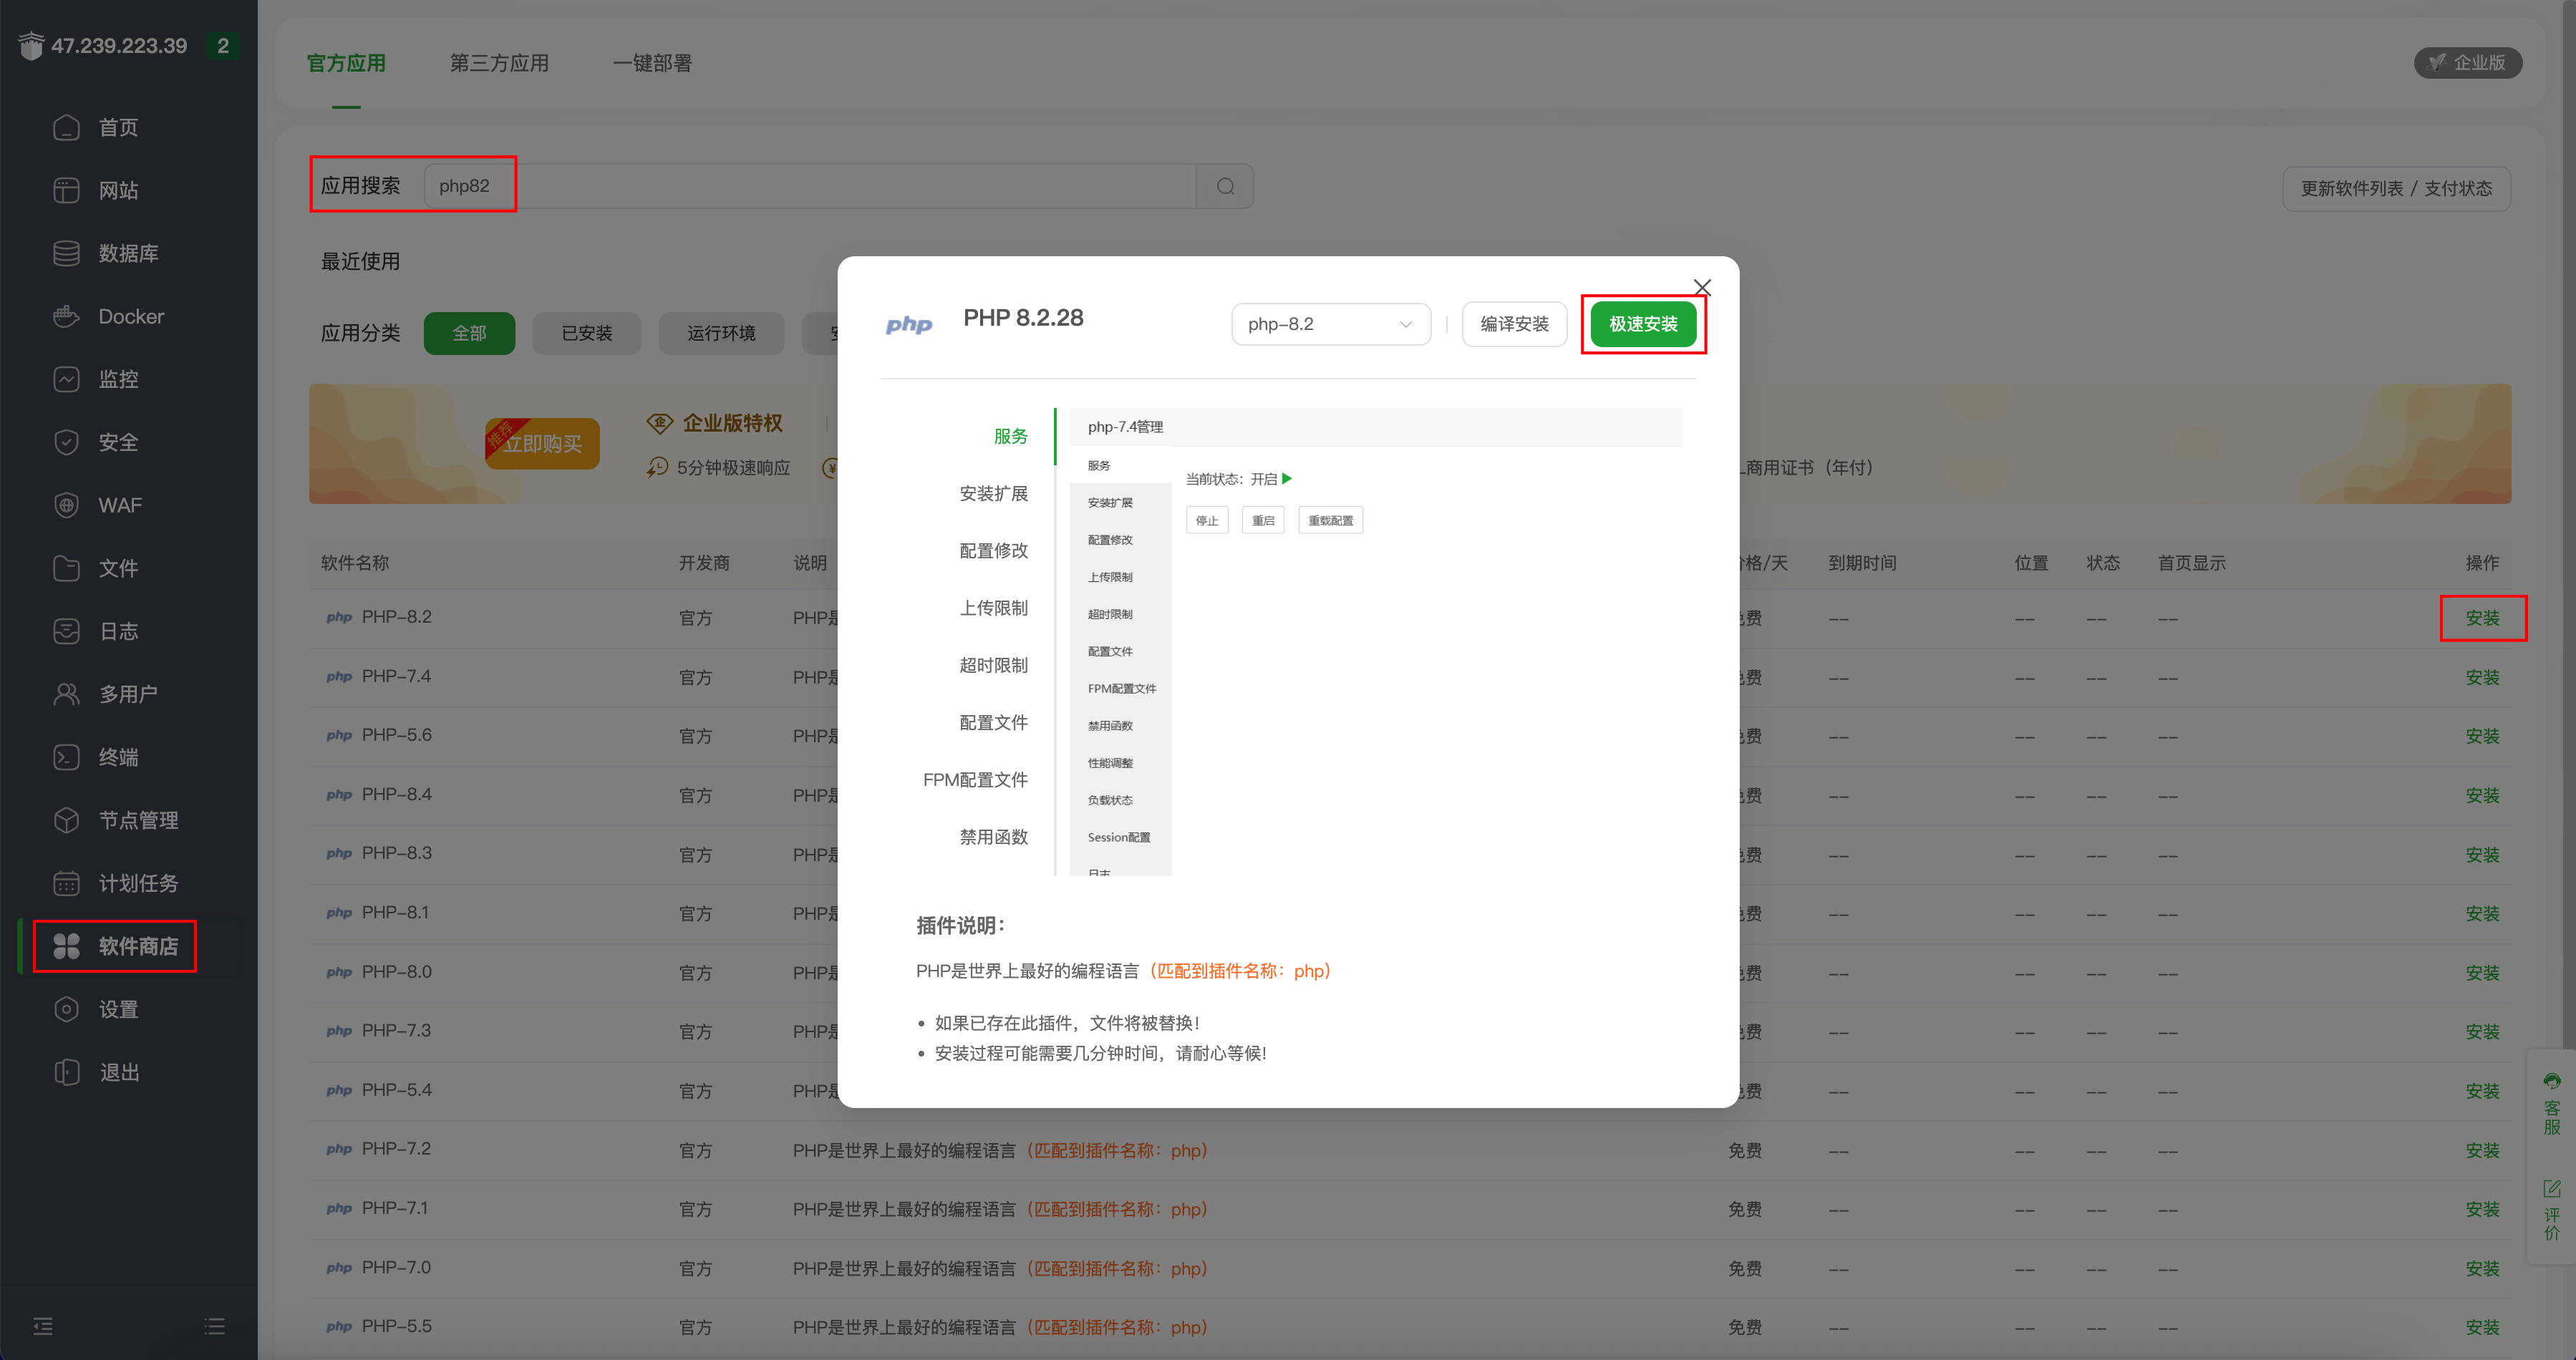 47.239.223.39 2
首页
网站
数据库
Docker
监控
安全
WAF
文件
日志
多用户
终端
节点管理
计划任务
软件商店
设置
退出
官方应用 第三方应用 一键部署
企业版
应用搜索 php82
更新软件列表 / 支付状态
最近使用
应用分类 全部 已安装 运行环境
推荐
立即购买
企业版特权
5分钟极速响应
商用证书（年付）
软件名称 开发商 说明 格/天 到期时间 位置 状态 首页显示 操作
php PHP-8.2 官方 PHP是 免费 -- -- -- -- 安装
php PHP-7.4 官方 PHP是 免费 -- -- -- -- 安装
php PHP-5.6 官方 PHP是 免费 -- -- -- -- 安装
php PHP-8.4 官方 PHP是 免费 -- -- -- -- 安装
php PHP-8.3 官方 PHP是 免费 -- -- -- -- 安装
php PHP-8.1 官方 PHP是 免费 -- -- -- -- 安装
php PHP-8.0 官方 PHP是 免费 -- -- -- -- 安装
php PHP-7.3 官方 PHP是 免费 -- -- -- -- 安装
php PHP-5.4 官方 PHP是 免费 -- -- -- -- 安装
php PHP-7.2 官方 PHP是世界上最好的编程语言（匹配到插件名称：php） 免费 -- -- -- -- 安装
php PHP-7.1 官方 PHP是世界上最好的编程语言（匹配到插件名称：php） 免费 -- -- -- -- 安装
php PHP-7.0 官方 PHP是世界上最好的编程语言（匹配到插件名称：php） 免费 -- -- -- -- 安装
php PHP-5.5 官方 PHP是世界上最好的编程语言（匹配到插件名称：php） 免费 -- -- -- -- 安装
php PHP 8.2.28 php-8.2 编译安装 极速安装
服务
安装扩展
配置修改
上传限制
超时限制
配置文件
FPM配置文件
禁用函数
php-7.4管理
服务
安装扩展
配置修改
上传限制
超时限制
配置文件
FPM配置文件
禁用函数
性能调整
负载状态
Session配置
日志
当前状态：开启
停止 重启 重载配置
插件说明：
PHP是世界上最好的编程语言（匹配到插件名称：php）
• 如果已存在此插件，文件将被替换！
• 安装过程可能需要几分钟时间，请耐心等候！
客服
评价